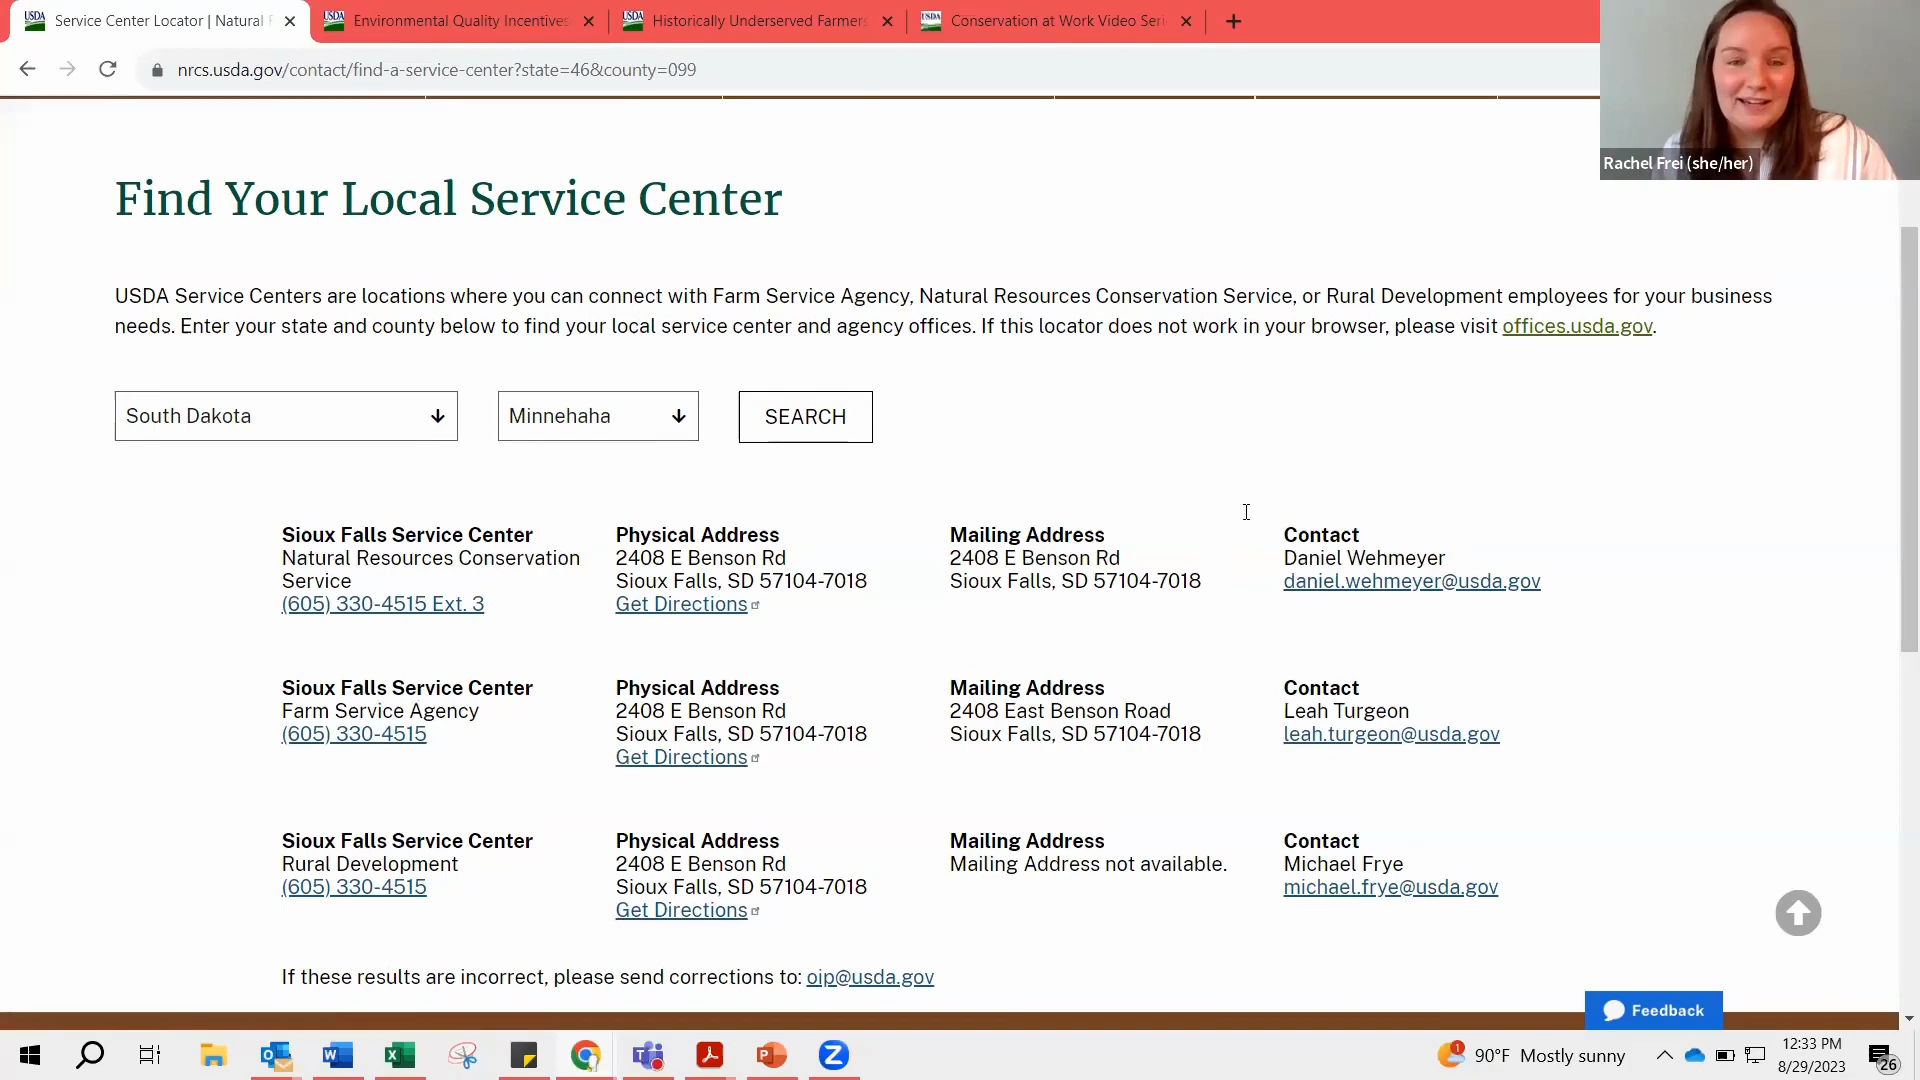 Service Center Locator | Natural
Environmental Quality Incentives
Historically Underserved Farmers
Conservation at Work Video Seri
nrcs.usda.gov/contact/find-a-service-center?state=46&county=099
Rachel Frei (she/her)
Find Your Local Service Center
USDA Service Centers are locations where you can connect with Farm Service Agency, Natural Resources Conservation Service, or Rural Development employees for your business
needs. Enter your state and county below to find your local service center and agency offices. If this locator does not work in your browser, please visit offices.usda.gov.
South Dakota
Minnehaha
SEARCH
Sioux Falls Service Center
Natural Resources Conservation
Service
(605) 330-4515 Ext. 3
Physical Address
2408 E Benson Rd
Sioux Falls, SD 57104-7018
Get Directions
Mailing Address
2408 E Benson Rd
Sioux Falls, SD 57104-7018
Contact
Daniel Wehmeyer
daniel.wehmeyer@usda.gov
Sioux Falls Service Center
Farm Service Agency
(605) 330-4515
Physical Address
2408 E Benson Rd
Sioux Falls, SD 57104-7018
Get Directions
Mailing Address
2408 East Benson Road
Sioux Falls, SD 57104-7018
Contact
Leah Turgeon
leah.turgeon@usda.gov
Sioux Falls Service Center
Rural Development
(605) 330-4515
Physical Address
2408 E Benson Rd
Sioux Falls, SD 57104-7018
Get Directions
Mailing Address
Mailing Address not available.
Contact
Michael Frye
michael.frye@usda.gov
If these results are incorrect, please send corrections to: oip@usda.gov
Feedback
1
90°F Mostly sunny
12:33 PM
8/29/2023
26